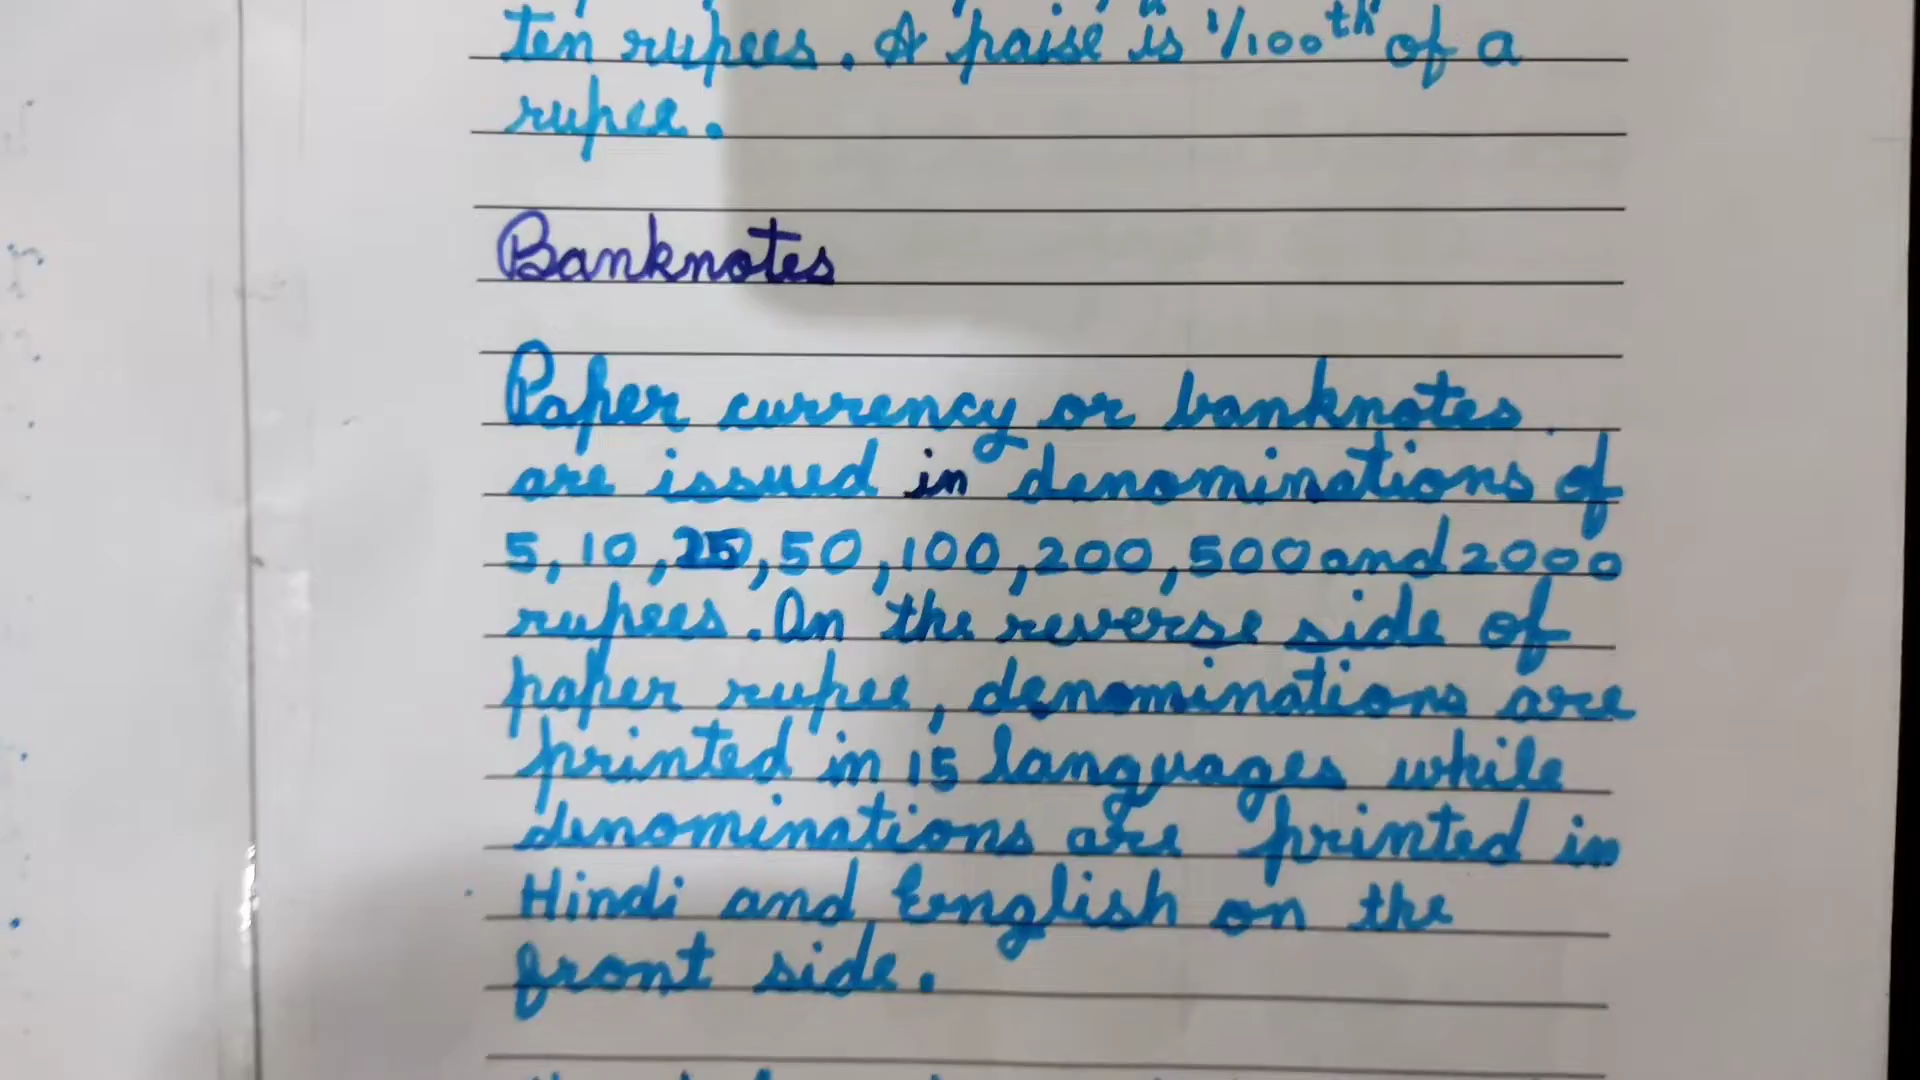 ten rupees. A paise is 1/100th of a
rupee.
Banknotes
Paper currency or banknotes
are issued in denominations of
5, 10, 25, 50, 100, 200, 500 and 2000
rupees. On the reverse side of
paper rupee, denominations are
printed in 15 languages while
denominations are printed in
Hindi and English on the
front side.